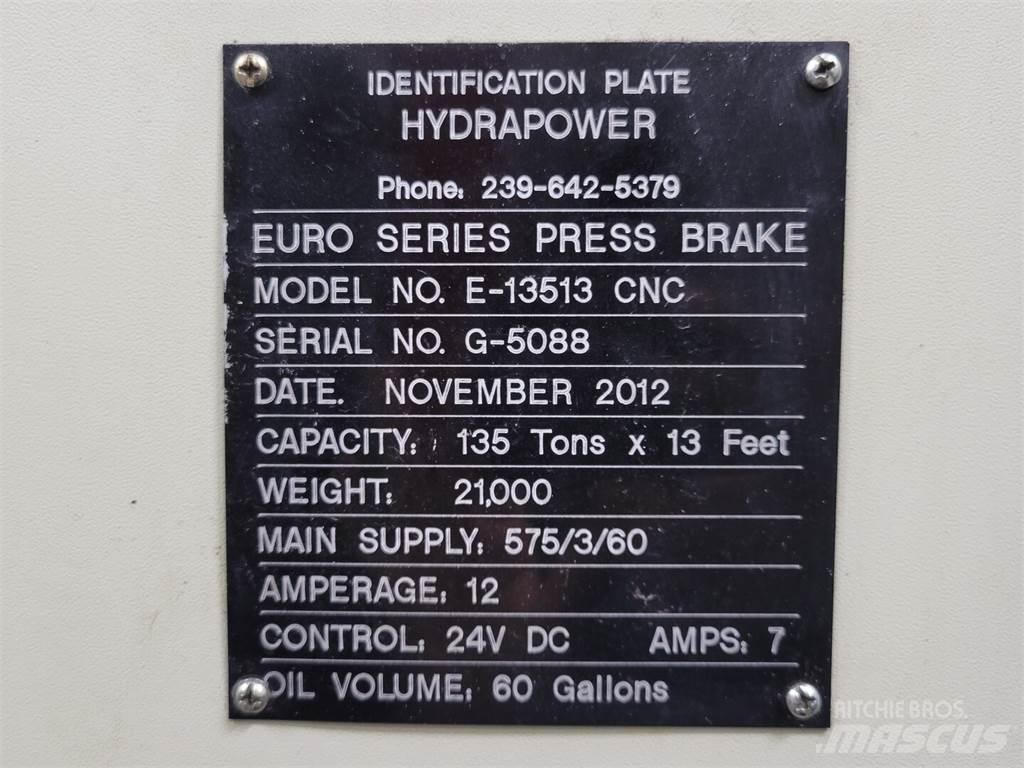 IDENTIFICATION PLATE
HYDRAPOWER
Phone: 239-642-5379
EURO SERIES PRESS BRAKE
MODEL NO. E-13513 CNC
SERIAL NO. G-5088
DATE. NOVEMBER 2012
CAPACITY: 135 Tons x 13 Feet
WEIGHT: 21,000
MAIN SUPPLY: 575/3/60
AMPERAGE: 12
CONTROL: 24V DC AMPS: 7
OIL VOLUME: 60 Gallons
RITCHIE BROS.
MASCUS